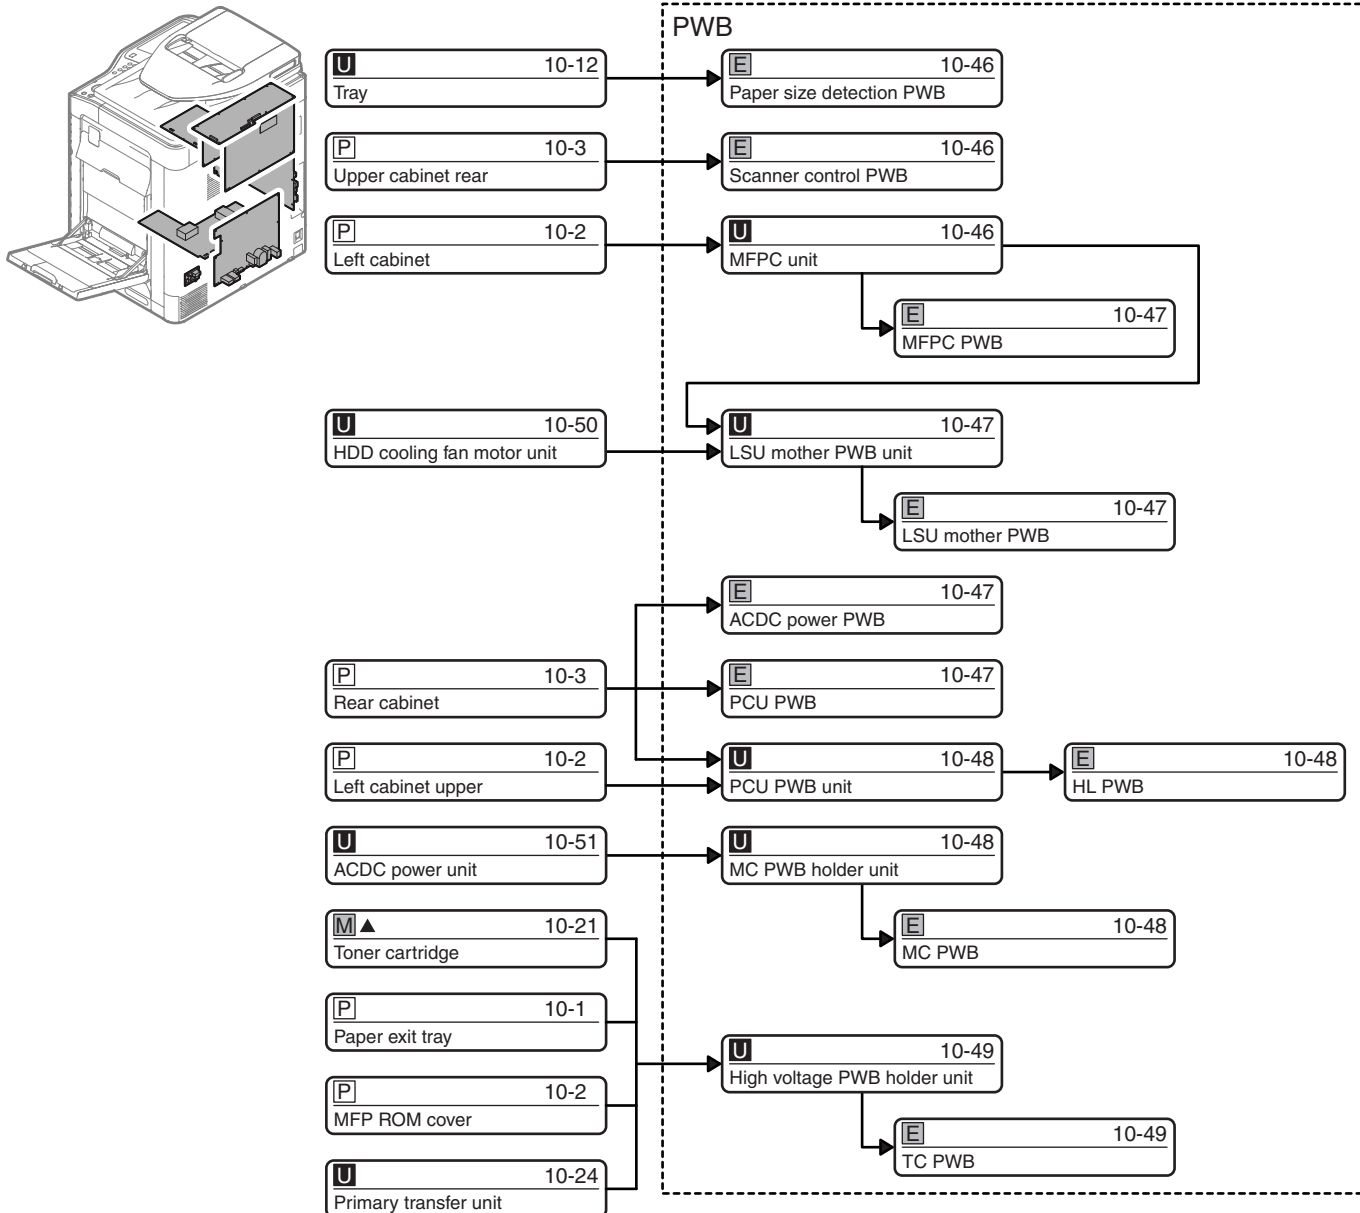 PWB
U 10-12
Tray
E 10-46
Paper size detection PWB
P 10-3
Upper cabinet rear
E 10-46
Scanner control PWB
P 10-2
Left cabinet
U 10-46
MFPC unit
E 10-47
MFPC PWB
U 10-50
HDD cooling fan motor unit
U 10-47
LSU mother PWB unit
E 10-47
LSU mother PWB
E 10-47
ACDC power PWB
P 10-3
Rear cabinet
E 10-47
PCU PWB
P 10-2
Left cabinet upper
U 10-48
PCU PWB unit
E 10-48
HL PWB
U 10-51
ACDC power unit
U 10-48
MC PWB holder unit
M ▲ 10-21
Toner cartridge
E 10-48
MC PWB
P 10-1
Paper exit tray
U 10-49
High voltage PWB holder unit
P 10-2
MFP ROM cover
E 10-49
TC PWB
U 10-24
Primary transfer unit